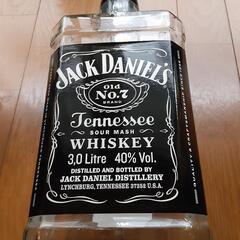 JACK DANIEL'S
Old
No.7
BRAND
Tennessee
SOUR MASH
WHISKEY
3,0 Litre 40% Vol.
DISTILLED AND BOTTLED BY
JACK DANIEL DISTILLERY
LYNCHBURG, TENNESSEE 37352 U.S.A.